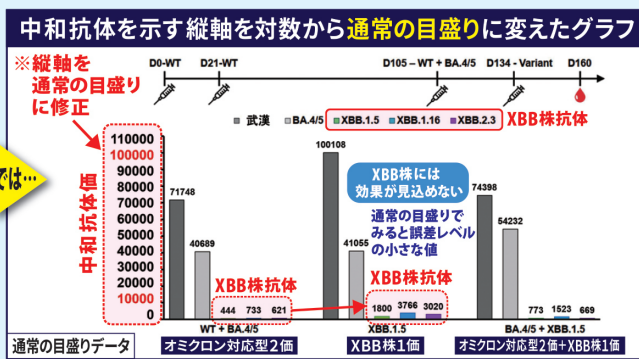 中和抗体を示す縦軸を対数から通常の目盛りに変えたグラフ
※縦軸を
通常の目盛り
に修正
D0-WT
D21-WT
D105 – WT + BA.4/5
D134 - Variant
D160
武漢
BA.4/5
XBB.1.5
XBB.1.16
XBB.2.3
XBB株抗体
では…
中和抗体価
110000
100000
90000
80000
70000
60000
50000
40000
30000
20000
10000
0
71748
40689
444
733
621
XBB株抗体
100108
41055
1800
3766
3020
XBB株抗体
XBB株には
効果が見込めない
通常の目盛りで
みると誤差レベル
の小さな値
74398
54232
773
1523
669
WT + BA.4/5
XBB.1.5
BA.4/5 + XBB.1.5
通常の目盛りデータ
オミクロン対応型2価
XBB株1価
オミクロン対応型2価+XBB株1価